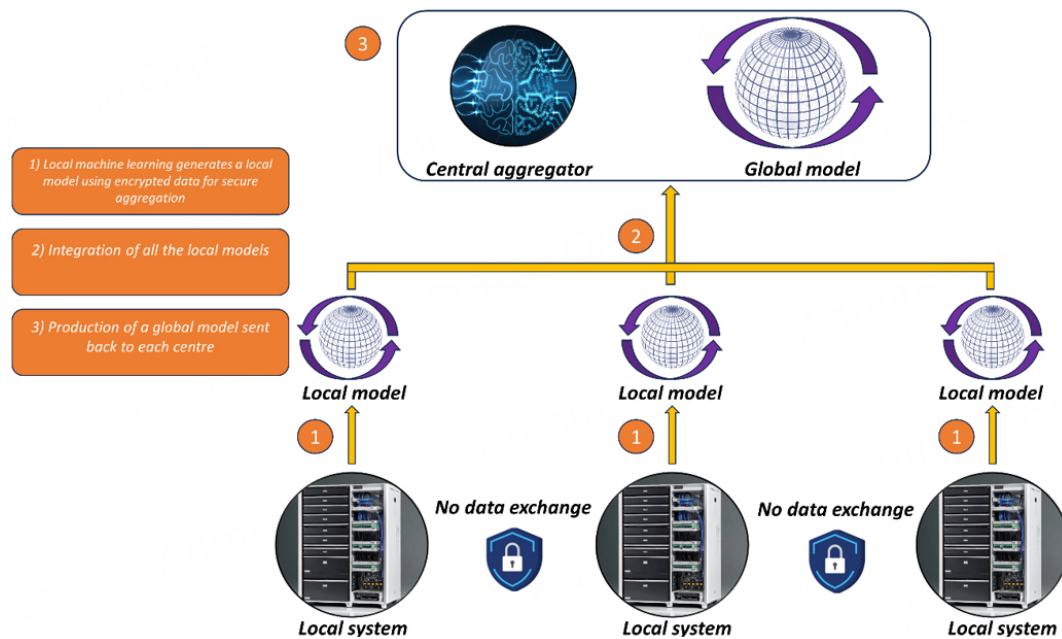 3
Central aggregator
Global model
1) Local machine learning generates a local
model using encrypted data for secure
aggregation
2) Integration of all the local models
3) Production of a global model sent
back to each centre
2
Local model
Local model
Local model
1
1
1
No data exchange
No data exchange
Local system
Local system
Local system